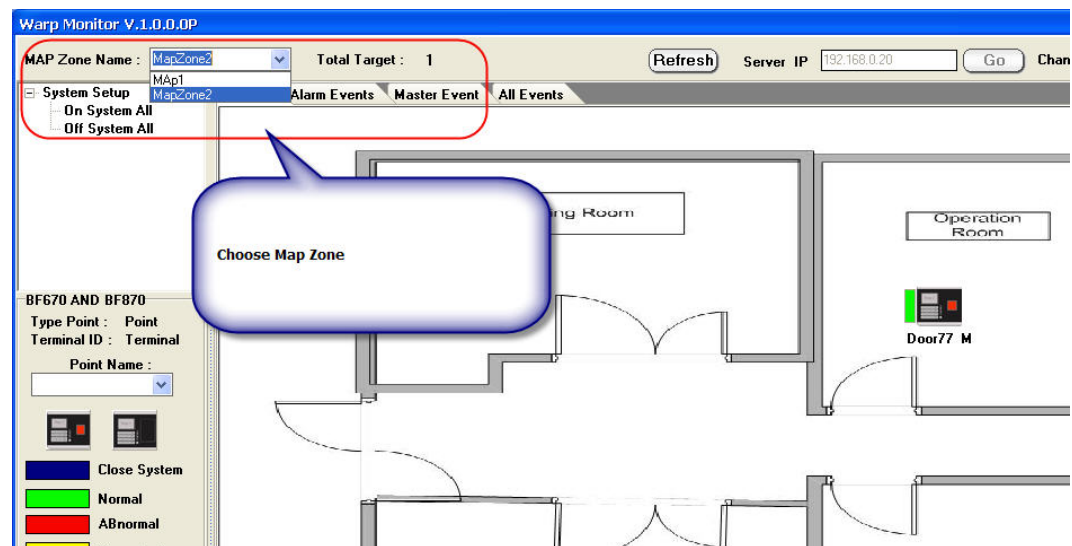 Warp Monitor V.1.0.0.0P
MAP Zone Name : MapZone2 Total Target : 1 Refresh Server IP 192.168.0.20 Go Chan
MAp1
MapZone2
System Setup Alarm Events Master Event All Events
On System All
Off System All
ing Room
Operation
Room
Choose Map Zone
BF670 AND BF870
Type Point : Point
Terminal ID : Terminal
Door77 M
Point Name :
Close System
Normal
ABnormal